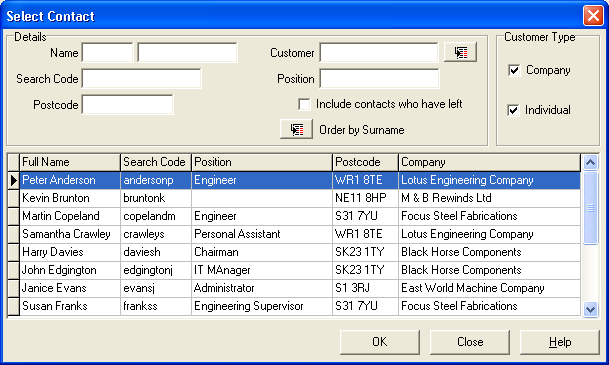 Select Contact
Details
Name
Customer
Search Code
Position
Postcode
Include contacts who have left
Order by Surname
Customer Type
Company
Individual
Full Name Search Code Position Postcode Company
Peter Anderson andersonp Engineer WR1 8TE Lotus Engineering Company
Kevin Brunton bruntonk NE11 8HP M & B Rewinds Ltd
Martin Copeland copelandm Engineer S31 7YU Focus Steel Fabrications
Samantha Crawley crawleys Personal Assistant WR1 8TE Lotus Engineering Company
Harry Davies daviesh Chairman SK23 1TY Black Horse Components
John Edgington edgingtonj IT MAnager SK23 1TY Black Horse Components
Janice Evans evansj Administrator S1 3RJ East World Machine Company
Susan Franks frankss Engineering Supervisor S31 7YU Focus Steel Fabrications
OK Close Help